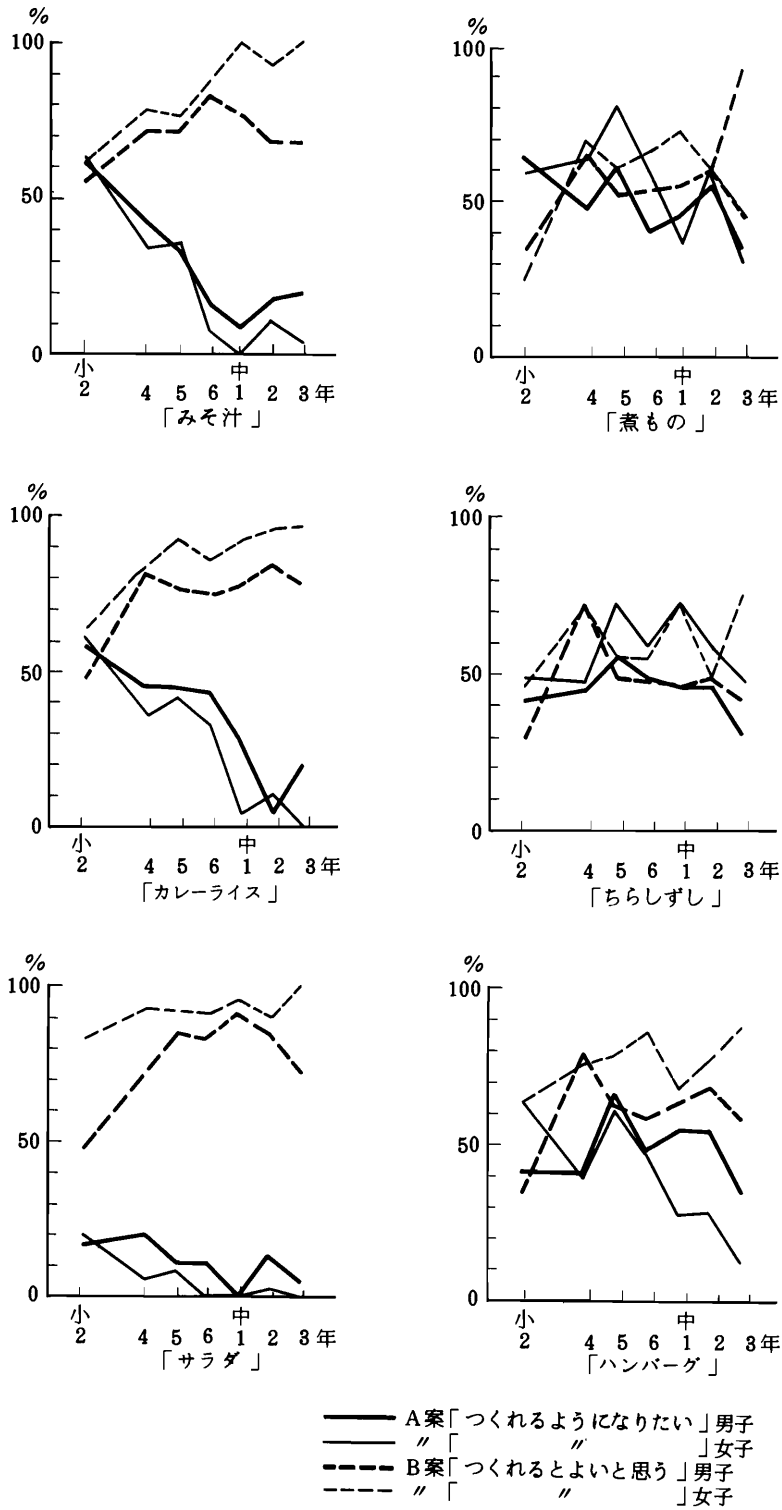 %
100
50
0
小 中
2 4 5 6 1 2 3年
「みそ汁」
%
100
50
0
小 中
2 4 5 6 1 2 3年
「煮もの」
%
100
50
0
小 中
2 4 5 6 1 2 3年
「カレーライス」
%
100
50
0
小 中
2 4 5 6 1 2 3年
「ちらしずし」
%
100
50
0
小 中
2 4 5 6 1 2 3年
「サラダ」
%
100
50
0
小 中
2 4 5 6 1 2 3年
「ハンバーグ」
A案「つくれるようになりたい」男子
〃「 〃 」女子
B案「つくれるとよいと思う」男子
〃「 〃 」女子